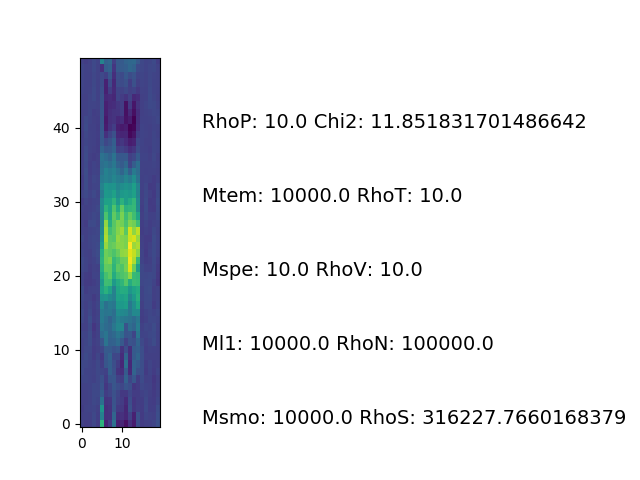 RhoP: 10.0 Chi2: 11.851831701486642
40
Mtem: 10000.0 RhoT: 10.0
30
Mspe: 10.0 RhoV: 10.0
20
Ml1: 10000.0 RhoN: 100000.0
10
Msmo: 10000.0 RhoS: 316227.7660168379
0
0 10